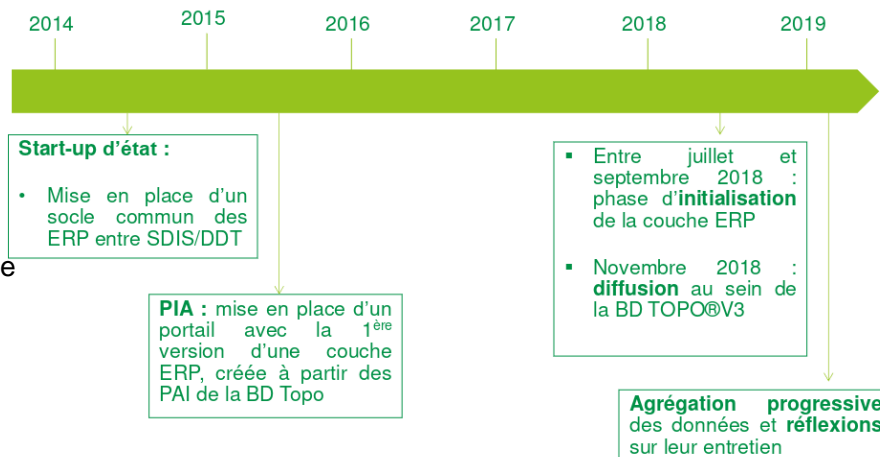 2014
2015
2016
2017
2018
2019
Start-up d’état :
• Mise en place d’un
socle commun des
ERP entre SDIS/DDT
e
PIA : mise en place d’un
portail avec la 1ère
version d’une couche
ERP, créée à partir des
PAI de la BD Topo
▪ Entre juillet et
septembre 2018 :
phase d’initialisation
de la couche ERP
▪ Novembre 2018 :
diffusion au sein de
la BD TOPO®V3
Agrégation progressive
des données et réflexions
sur leur entretien